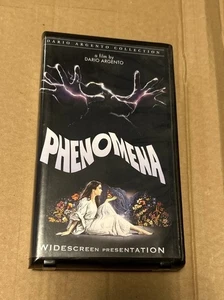 DARIO ARGENTO COLLECTION
a film by
DARIO ARGENTO
PHENOMENA
WIDESCREEN PRESENTATION